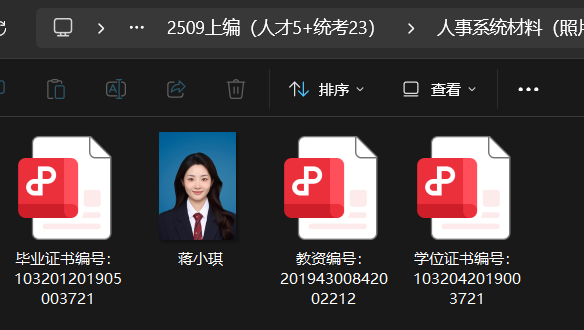 2509上编（人才5+统考23）
人事系统材料（照片
排序
查看
毕业证书编号：
103201201905
003721
蒋小琪
教资编号：
201943008420
02212
学位证书编号：
103204201900
3721